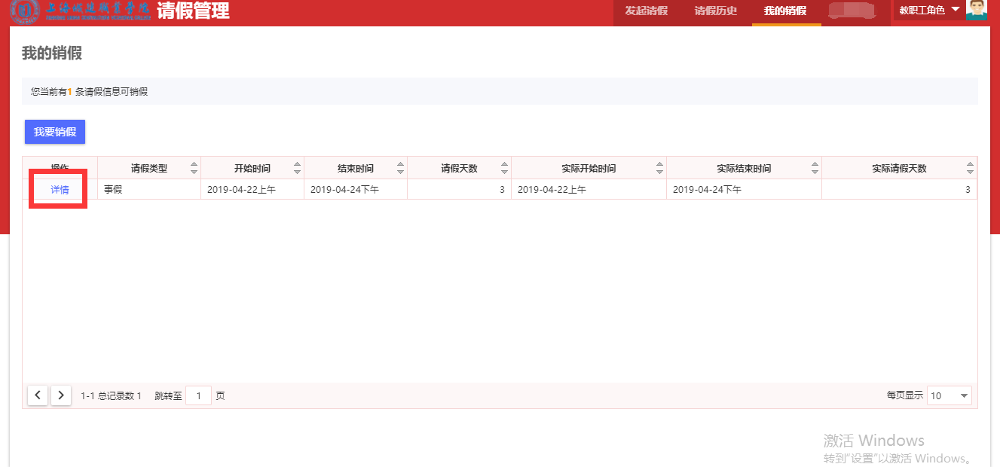 上海城建职业学院 请假管理 发起请假 请假历史 我的销假 教职工角色
我的销假
您当前有1 条请假信息可销假
我要销假
操作 请假类型 开始时间 结束时间 请假天数 实际开始时间 实际结束时间 实际请假天数
详情 事假 2019-04-22上午 2019-04-24下午 3 2019-04-22上午 2019-04-24下午 3
1-1 总记录数 1 跳转至 1 页 每页显示 10
激活 Windows
转到“设置”以激活 Windows。